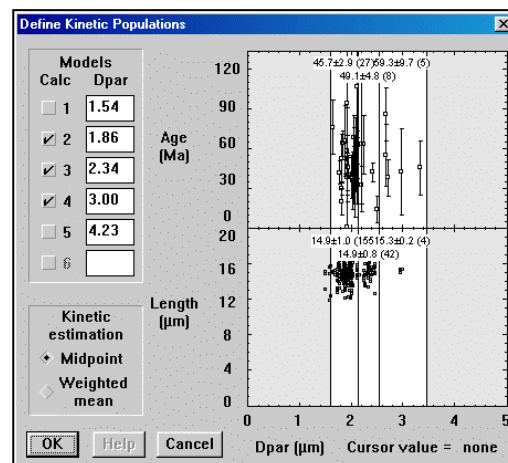 Define Kinetic Populations
Models
Calc Dpar
1 1.54
2 1.86
3 2.34
4 3.00
5 4.23
6
Kinetic
estimation
Midpoint
Weighted
mean
OK Help Cancel
Age
(Ma)
120
90
60
30
0
45.7±2.9 (27)59.3±9.7 (5)
49.1±4.8 (8)
Length
(µm)
20
16
12
8
4
0
14.9±1.0 (15515.3±0.2 (4)
14.9±0.8 (42)
0 1 2 3 4 5
Dpar (µm) Cursor value = none